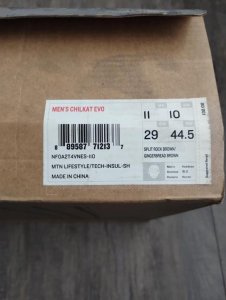 MEN'S CHILKAT EVO
11 10
29 44.5
SPLIT ROCK BROWN/
GINGERBREAD BROWN
NF0A2T4VNE5-110
MTN LIFESTYLE/TECH-INSUL-SH
MADE IN CHINA